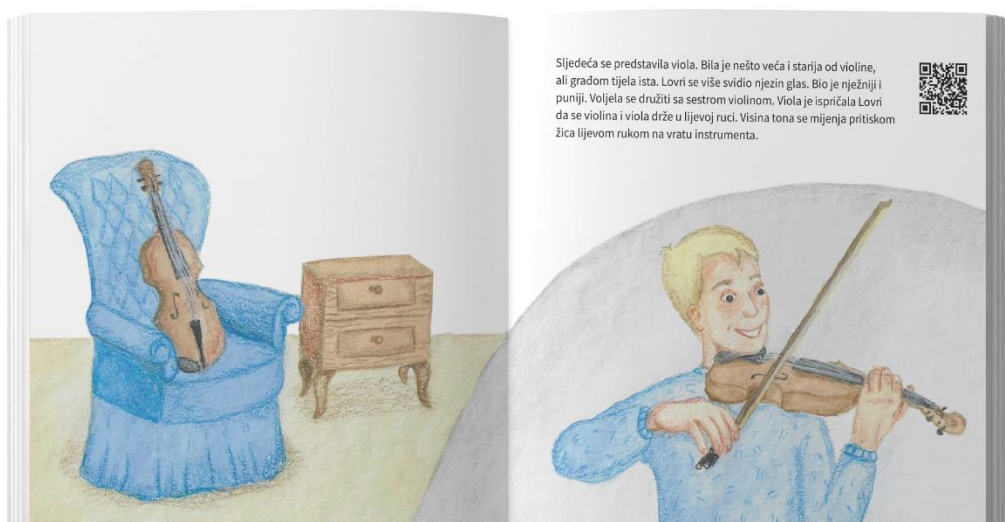 Sljedeća se predstavila viola. Bila je nešto veća i starija od violine,
ali građom tijela ista. Lovri se više svidio njezin glas. Bio je nježniji i
puniji. Voljela se družiti sa sestrom violinom. Viola je ispričala Lovri
da se violina i viola drže u lijevoj ruci. Visina tona se mijenja pritiskom
žica lijevom rukom na vratu instrumenta.